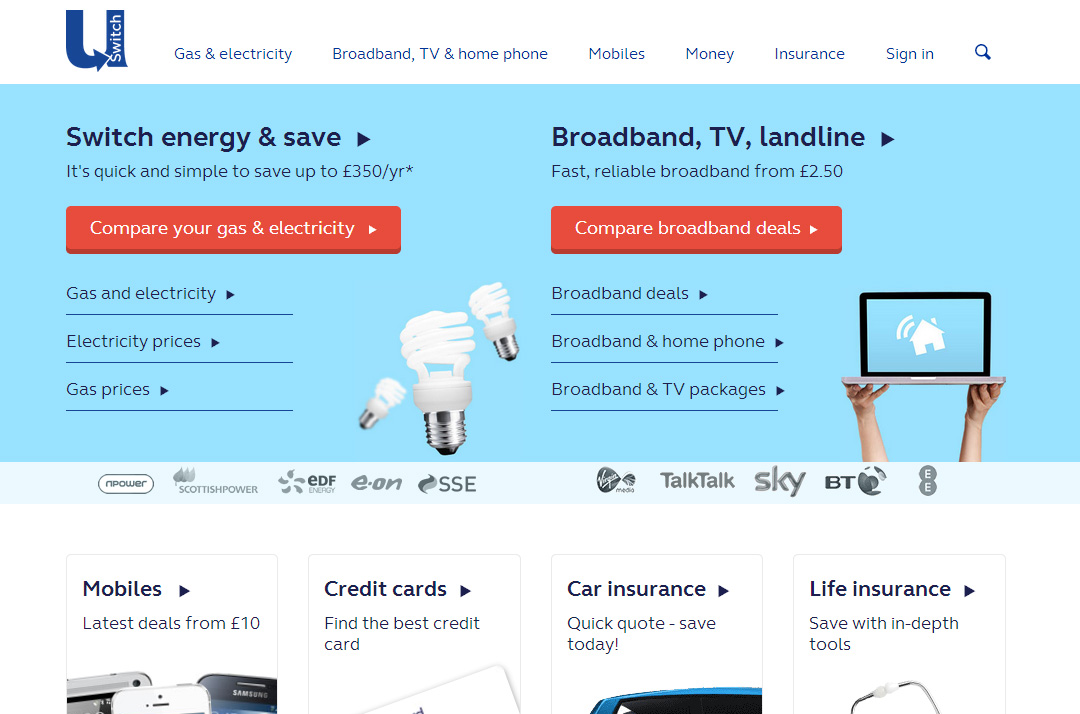 USwitch
Gas & electricity
Broadband, TV & home phone
Mobiles
Money
Insurance
Sign in
Switch energy & save
It's quick and simple to save up to £350/yr*
Compare your gas & electricity
Gas and electricity
Electricity prices
Gas prices
Broadband, TV, landline
Fast, reliable broadband from £2.50
Compare broadband deals
Broadband deals
Broadband & home phone
Broadband & TV packages
npower
SCOTTISHPOWER
eDF
ENERGY
e·on
SSE
Virgin
media
TalkTalk
sky
BT
EE
Mobiles
Latest deals from £10
SAMSUNG
Credit cards
Find the best credit
card
Car insurance
Quick quote - save
today!
Life insurance
Save with in-depth
tools